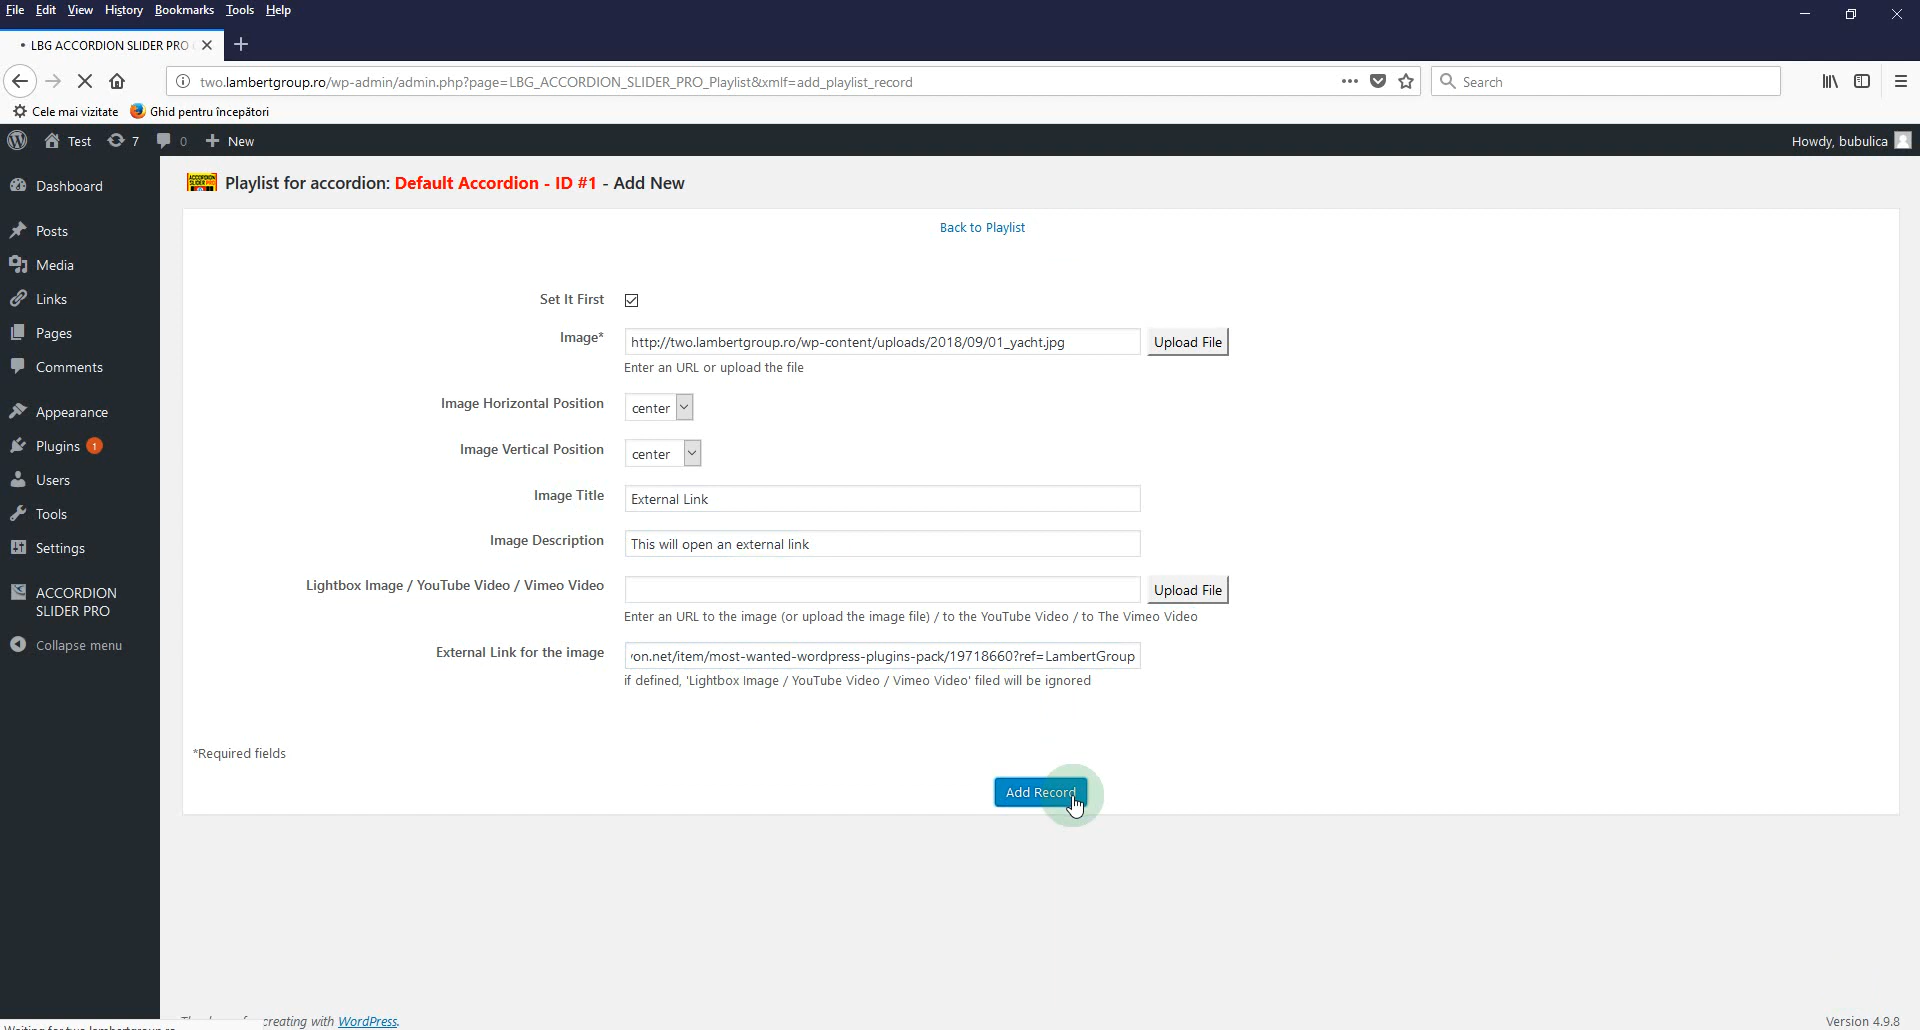 File Edit View History Bookmarks Tools Help
• LBG ACCORDION SLIDER PRO
two.lambertgroup.ro/wp-admin/admin.php?page=LBG_ACCORDION_SLIDER_PRO_Playlist&xmlf=add_playlist_record
Search
Cele mai vizitate Ghid pentru începători
Test 7 0 New
Howdy, bubulica
Dashboard
Posts
Media
Links
Pages
Comments
Appearance
Plugins 1
Users
Tools
Settings
ACCORDION
SLIDER PRO
Collapse menu
Playlist for accordion: Default Accordion - ID #1 - Add New
Back to Playlist
Set It First
Image* http://two.lambertgroup.ro/wp-content/uploads/2018/09/01_yacht.jpg Upload File
Enter an URL or upload the file
Image Horizontal Position center
Image Vertical Position center
Image Title External Link
Image Description This will open an external link
Lightbox Image / YouTube Video / Vimeo Video Upload File
Enter an URL to the image (or upload the image file) / to the YouTube Video / to The Vimeo Video
External Link for the image on.net/item/most-wanted-wordpress-plugins-pack/19718660?ref=LambertGroup
if defined, 'Lightbox Image / YouTube Video / Vimeo Video' filed will be ignored
*Required fields
Add Record
creating with WordPress.
Version 4.9.8